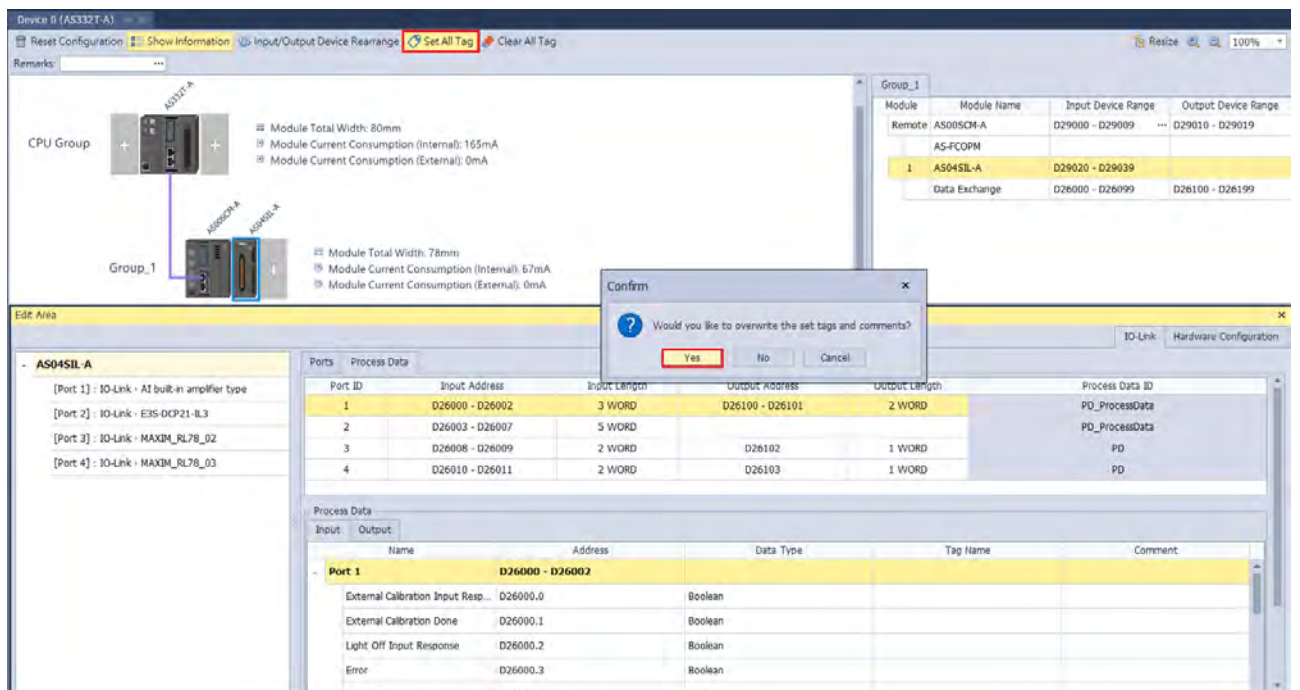 Device 0 (AS332T-A)
Reset Configuration Show Information Input/Output Device Rearrange Set All Tag Clear All Tag Resize 100%
Remarks: ...
AS332T-A
CPU Group
Module Total Width: 80mm
Module Current Consumption (Internal): 165mA
Module Current Consumption (External): 0mA
AS00SCM-A AS04SIL-A
Group_1
Module Total Width: 78mm
Module Current Consumption (Internal): 67mA
Module Current Consumption (External): 0mA
Group_1
Module Module Name Input Device Range Output Device Range
Remote AS00SCM-A D29000 - D29009 ... D29010 - D29019
AS-FCOPM
1 AS04SIL-A D29020 - D29039
Data Exchange D26000 - D26099 D26100 - D26199
Confirm
Would you like to overwrite the set tags and comments?
Yes No Cancel
Edit Area
IO-Link Hardware Configuration
- AS04SIL-A
[Port 1] : IO-Link - AI built-in amplifier type
[Port 2] : IO-Link - E3S-DCP21-IL3
[Port 3] : IO-Link - MAXIM_RL78_02
[Port 4] : IO-Link - MAXIM_RL78_03
Ports Process Data
Port ID Input Address Input Length Output Address Output Length Process Data ID
1 D26000 - D26002 3 WORD D26100 - D26101 2 WORD PD_ProcessData
2 D26003 - D26007 5 WORD PD_ProcessData
3 D26008 - D26009 2 WORD D26102 1 WORD PD
4 D26010 - D26011 2 WORD D26103 1 WORD PD
Process Data
Input Output
Name Address Data Type Tag Name Comment
- Port 1 D26000 - D26002
External Calibration Input Resp... D26000.0 Boolean
External Calibration Done D26000.1 Boolean
Light Off Input Response D26000.2 Boolean
Error D26000.3 Boolean